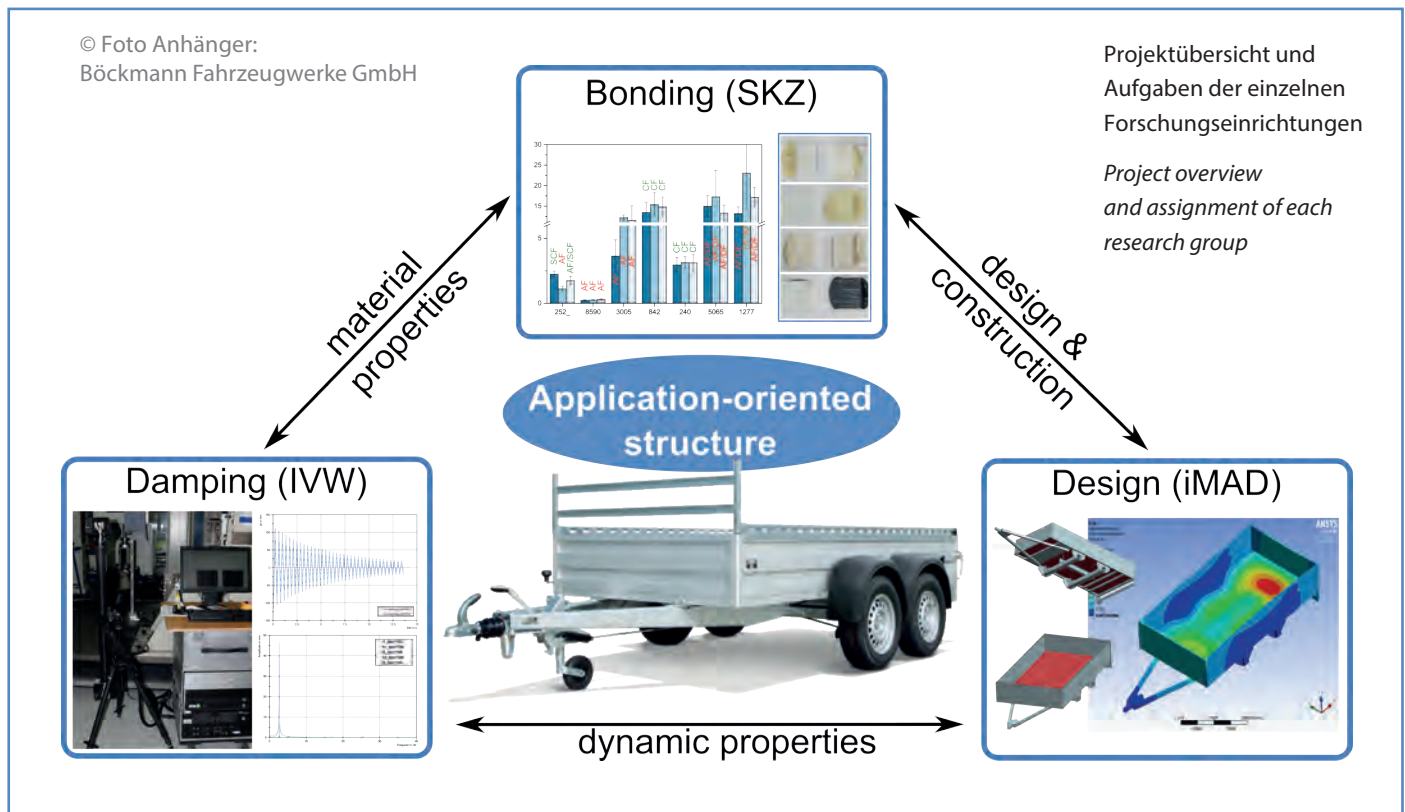 © Foto Anhänger:
Böckmann Fahrzeugwerke GmbH
Projektübersicht und
Aufgaben der einzelnen
Forschungseinrichtungen
Project overview
and assignment of each
research group
Bonding (SKZ)
30
25
20
15
5
0
SCF
AF
AF/SCF
AF
AF
AF
AF
AF
AF
CF
CF
CF
CF
CF
CF
252_
8590
3005
842
240
5065
1277
material
properties
design &
construction
Application-oriented
structure
Damping (IVW)
Design (iMAD)
ANSYS
dynamic properties